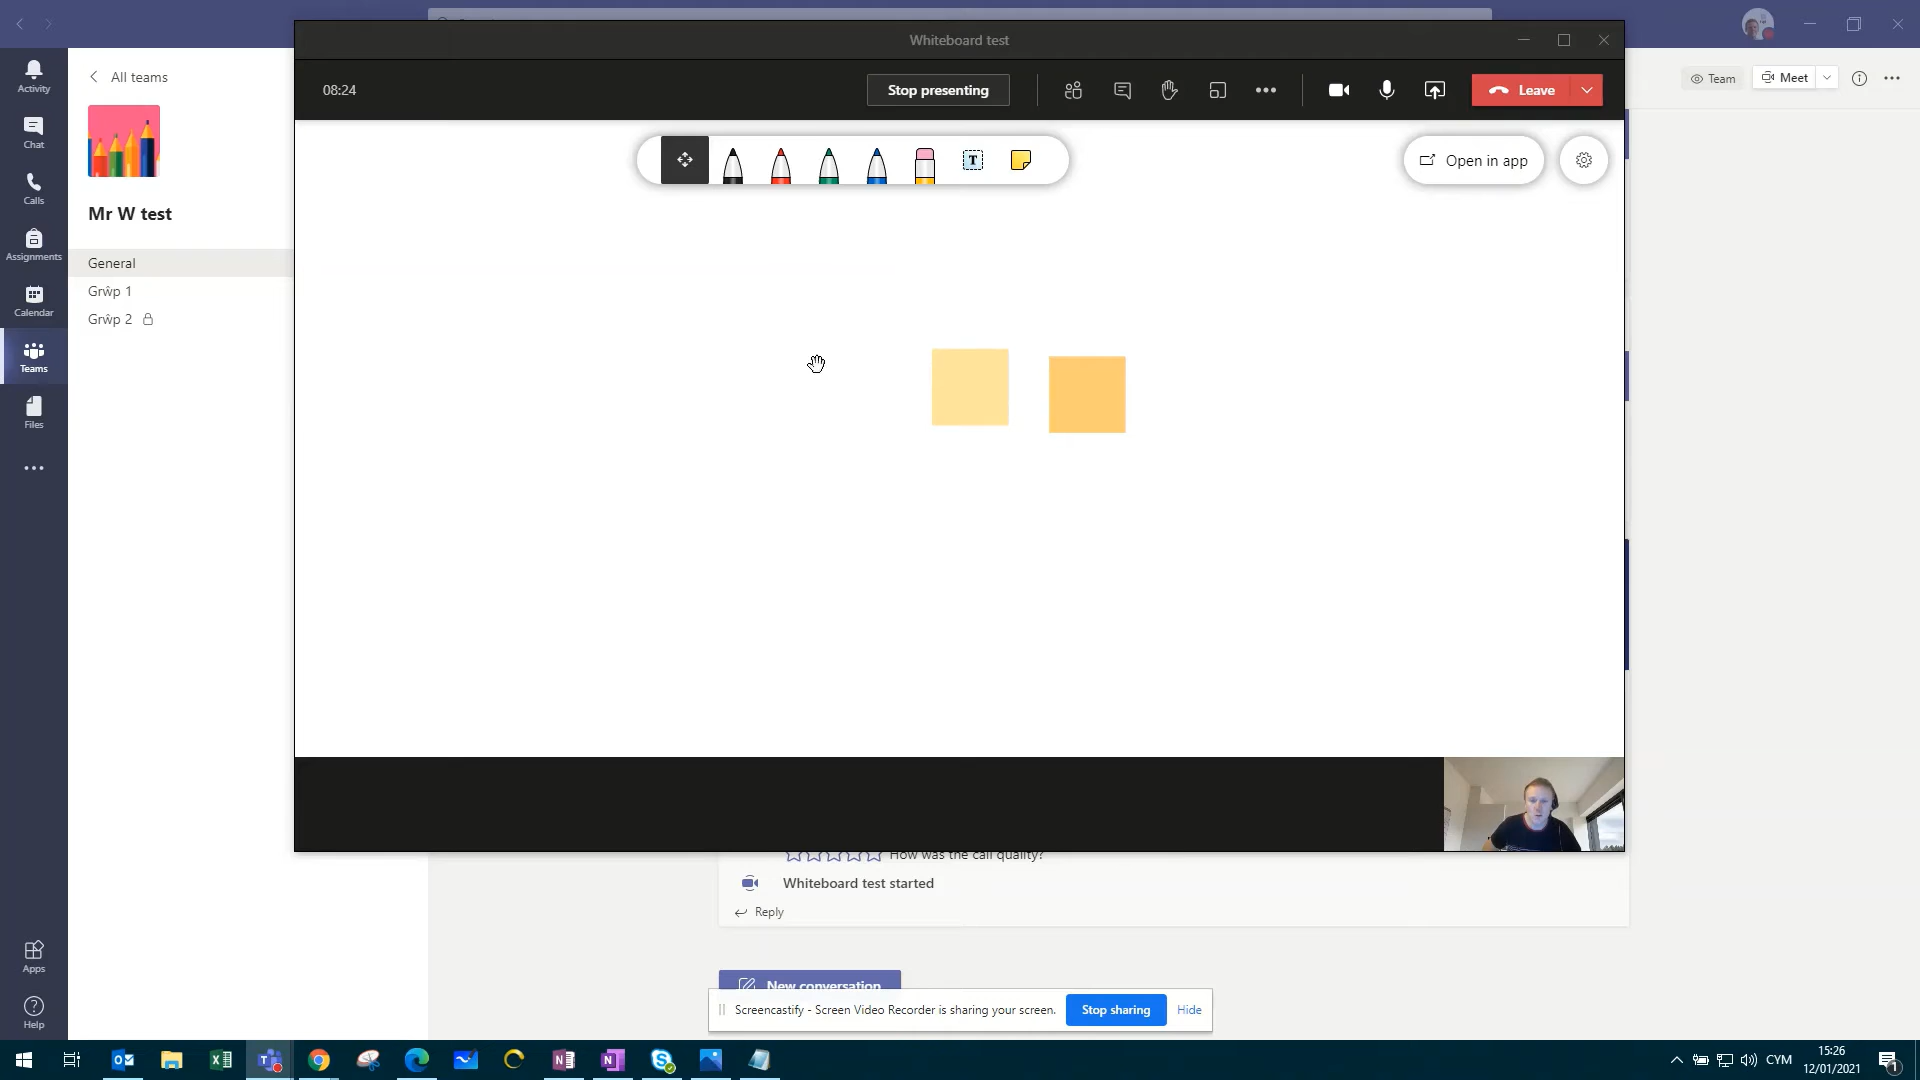 Whiteboard test
08:24
Stop presenting
Leave
Activity
Chat
Calls
Assignments
Calendar
Teams
Files
Apps
Help
All teams
Mr W test
General
Grŵp 1
Grŵp 2
T
Open in app
Team
Meet
How was the call quality?
Whiteboard test started
Reply
New conversation
Screencastify - Screen Video Recorder is sharing your screen.
Stop sharing
Hide
CYM
15:26
12/01/2021
1